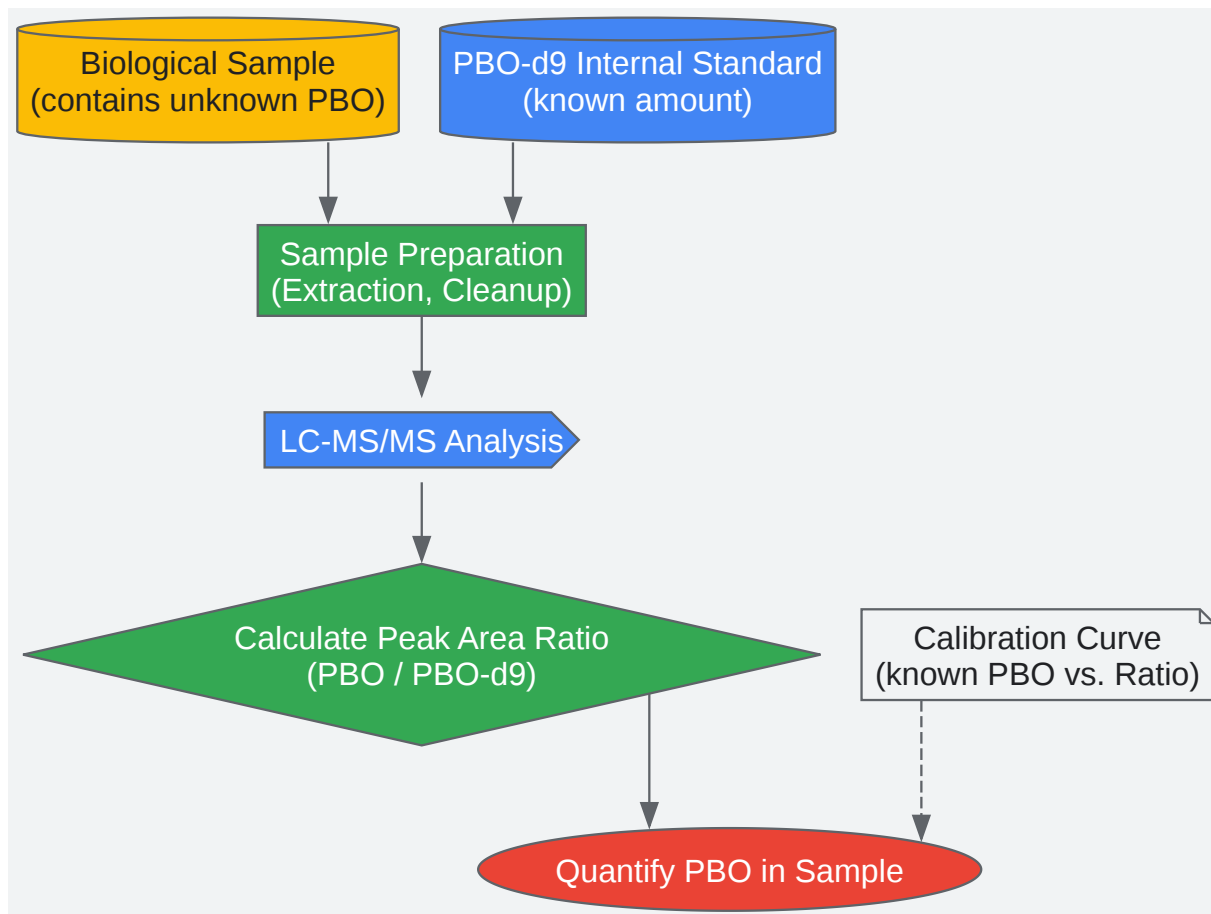 Biological Sample
(contains unknown PBO)
PBO-d9 Internal Standard
(known amount)
Sample Preparation
(Extraction, Cleanup)
LC-MS/MS Analysis
Calculate Peak Area Ratio
(PBO / PBO-d9)
Calibration Curve
(known PBO vs. Ratio)
Quantify PBO in Sample